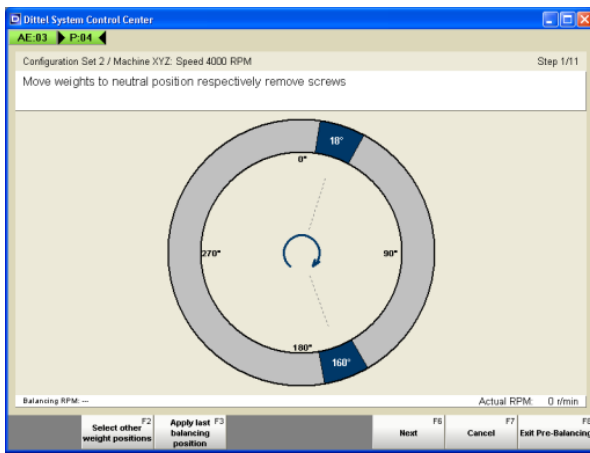 Dittel System Control Center
AE:03 P:04
Configuration Set 2 / Machine XYZ: Speed 4000 RPM Step 1/11
Move weights to neutral position respectively remove screws
18°
0°
270° 90°
180°
160°
Balancing RPM: --- Actual RPM: 0 r/min
F2 F3 F6 F7 F8
Select other weight positions
Apply last balancing position
Next
Cancel
Exit Pre-Balancing